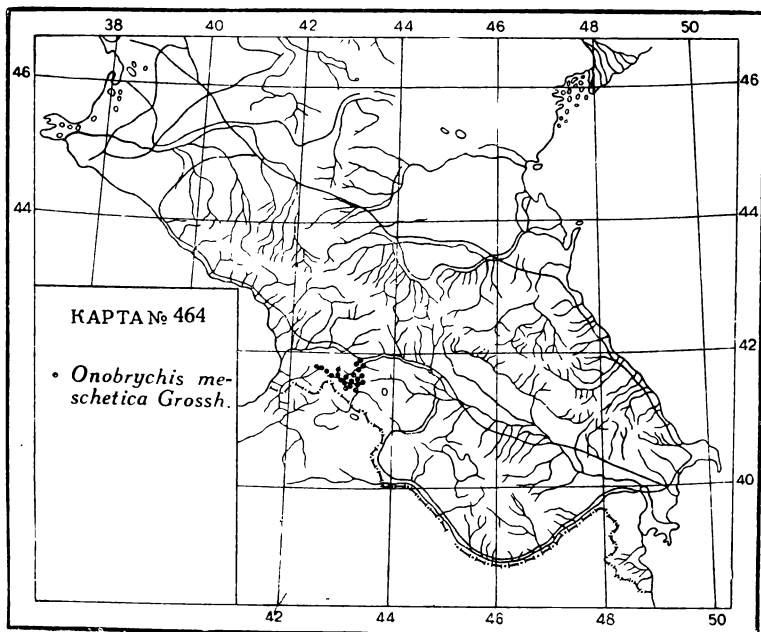 38 40 42 44 46 48 50
46 46
44 44
КАРТА № 464
42
• Onobrychis me-
schetica Grossh.
40
42 44 46 48 50